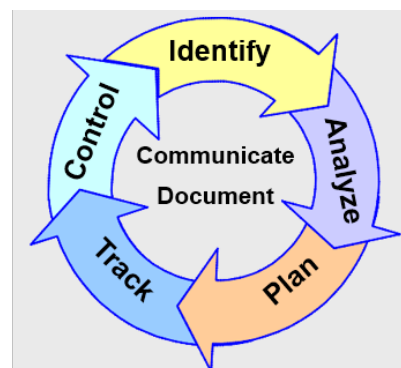 Identify
Analyze
Plan
Track
Control
Communicate
Document